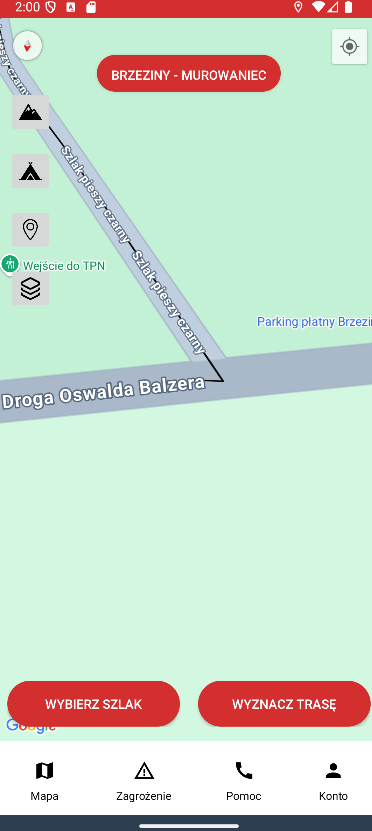 2:00
BRZEZINY - MUROWANIEC
Szlak pieszy czarny
Szlak pieszy czarny
Wejście do TPN
Parking płatny
Droga Oswalda Balzera
WYBIERZ SZLAK
WYZNACZ TRASĘ
Google
Mapa
Zagrożenie
Pomoc
Konto